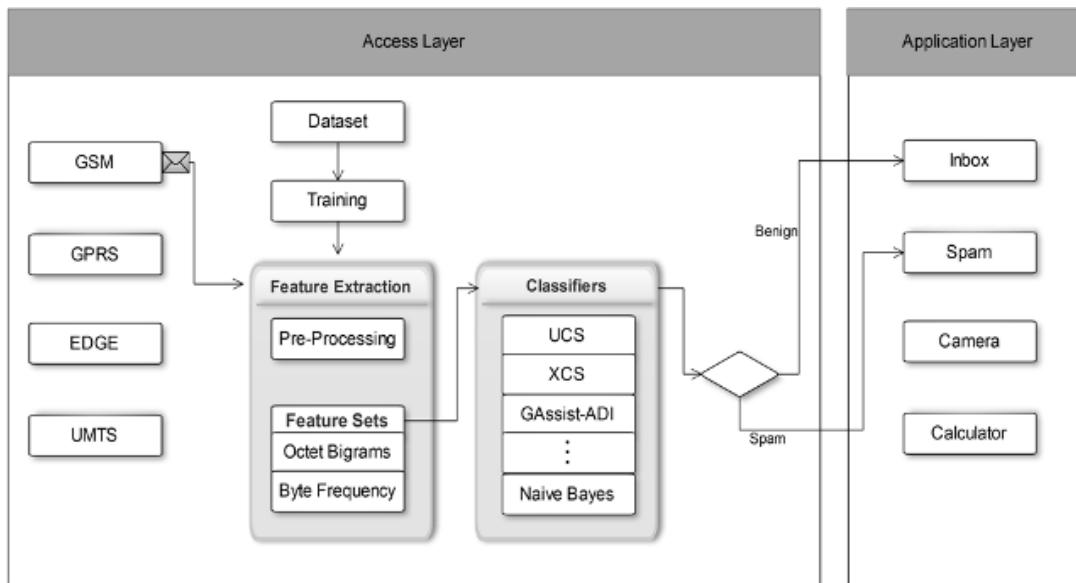 Access Layer
Application Layer
Dataset
GSM
Inbox
Training
Benign
GPRS
Spam
Feature Extraction
Classifiers
Pre-Processing
UCS
EDGE
Camera
XCS
Feature Sets
GAssist-ADI
UMTS
Spam
Calculator
Octet Bigrams
⋮
Byte Frequency
Naive Bayes